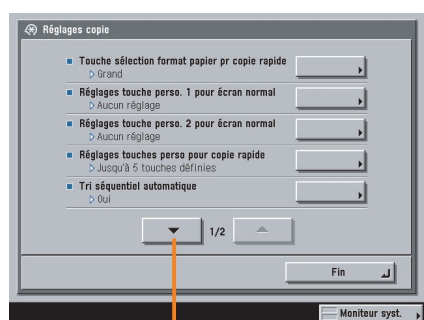 Réglages copie
Touche sélection format papier pr copie rapide
Grand
Réglages touche perso. 1 pour écran normal
Aucun réglage
Réglages touche perso. 2 pour écran normal
Aucun réglage
Réglages touches perso pour copie rapide
Jusqu'à 5 touches définies
Tri séquentiel automatique
Oui
1/2
Fin
Moniteur syst.